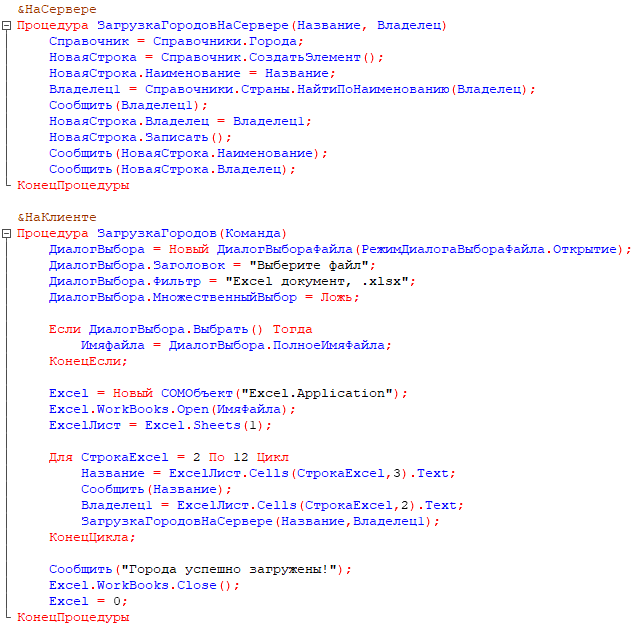 &НаСервере
Процедура ЗагрузкаГородовНаСервере(Название, Владелец)
Справочник = Справочники.Города;
НоваяСтрока = Справочник.СоздатьЭлемент();
НоваяСтрока.Наименование = Название;
Владелец1 = Справочники.Страны.НайтиПоНаименованию(Владелец);
Сообщить(Владелец1);
НоваяСтрока.Владелец = Владелец1;
НоваяСтрока.Записать();
Сообщить(НоваяСтрока.Наименование);
Сообщить(НоваяСтрока.Владелец);
КонецПроцедуры
&НаКлиенте
Процедура ЗагрузкаГородов(Команда)
ДиалогВыбора = Новый ДиалогВыбораФайла(РежимДиалогаВыбораФайла.Открытие);
ДиалогВыбора.Заголовок = "Выберите файл";
ДиалогВыбора.Фильтр = "Excel документ, .xlsx";
ДиалогВыбора.МножественныйВыбор = Ложь;
Если ДиалогВыбора.Выбрать() Тогда
Имяфайла = ДиалогВыбора.ПолноеИмяФайла;
КонецЕсли;
Excel = Новый COMОбъект("Excel.Application");
Excel.WorkBooks.Open(ИмяФайла);
ExcelЛист = Excel.Sheets(1);
Для СтрокаExcel = 2 По 12 Цикл
Название = ExcelЛист.Cells(СтрокаExcel,3).Text;
Сообщить(Название);
Владелец1 = ExcelЛист.Cells(СтрокаExcel,2).Text;
ЗагрузкаГородовНаСервере(Название,Владелец1);
КонецЦикла;
Сообщить("Города успешно загружены!");
Excel.WorkBooks.Close();
Excel = 0;
КонецПроцедуры